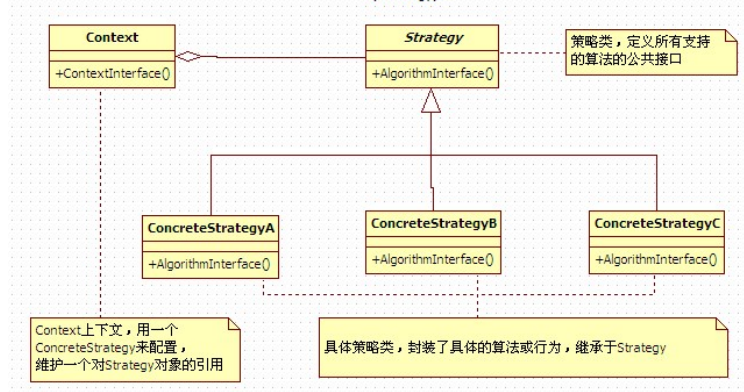 Context
+ContextInterface()
Strategy
+AlgorithmInterface()
策略类，定义所有支持
的算法的公共接口
ConcreteStrategyA
+AlgorithmInterface()
ConcreteStrategyB
+AlgorithmInterface()
ConcreteStrategyC
+AlgorithmInterface()
Context上下文，用一个
ConcreteStrategy来配置，
维护一个对Strategy对象的引用
具体策略类，封装了具体的算法或行为，继承于Strategy